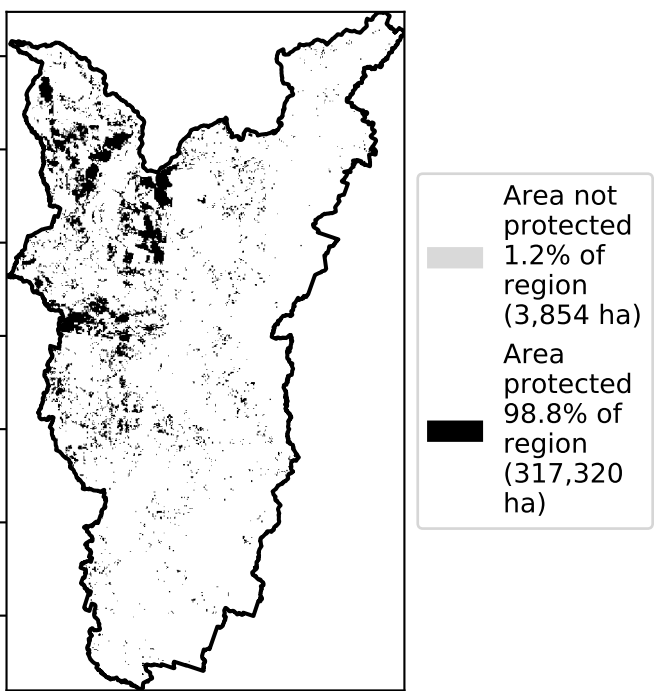 Area not
protected
1.2% of
region
(3,854 ha)
Area
protected
98.8% of
region
(317,320
ha)